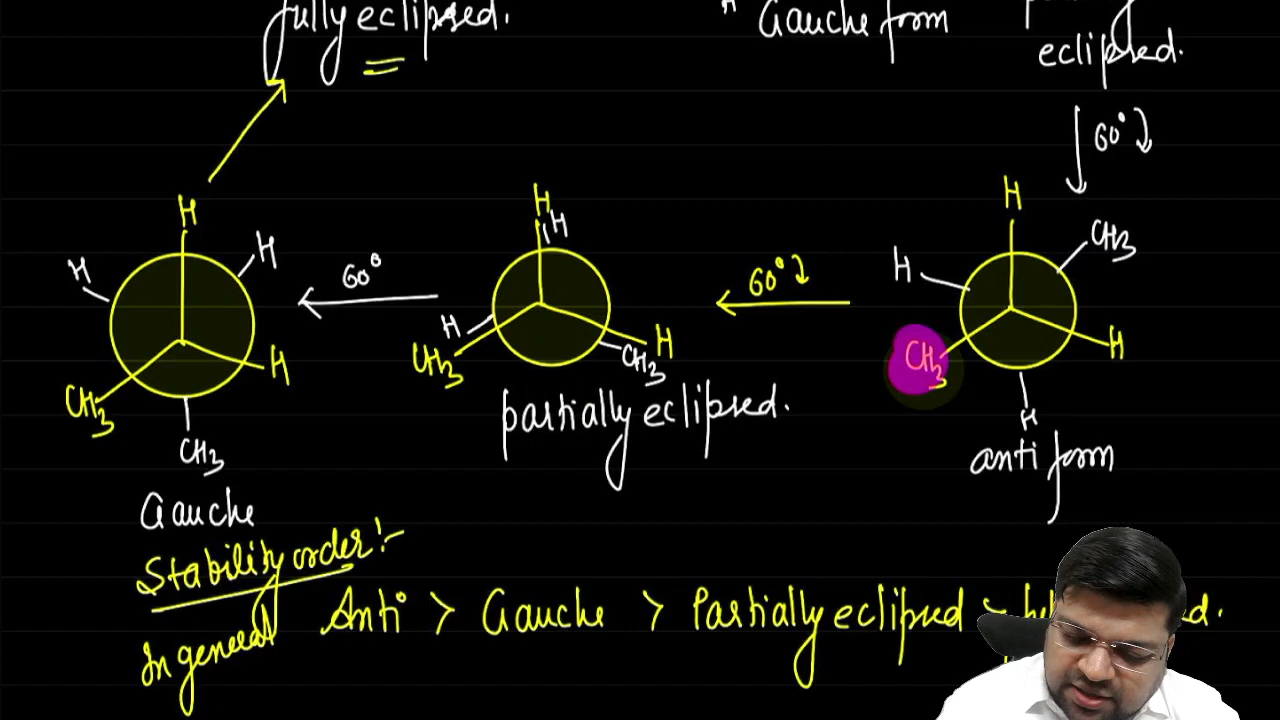 fully eclipsed.
H
Gauche form
eclipsed.
60°
H
H
H
H
CH3
CH3
Gauche
60°
H
H
H
CH3
H
CH3
partially eclipsed.
60°
H
CH3
H
CH3
H
H
anti form
Stability order:-
In general Anti > Gauche > Partially eclipsed >